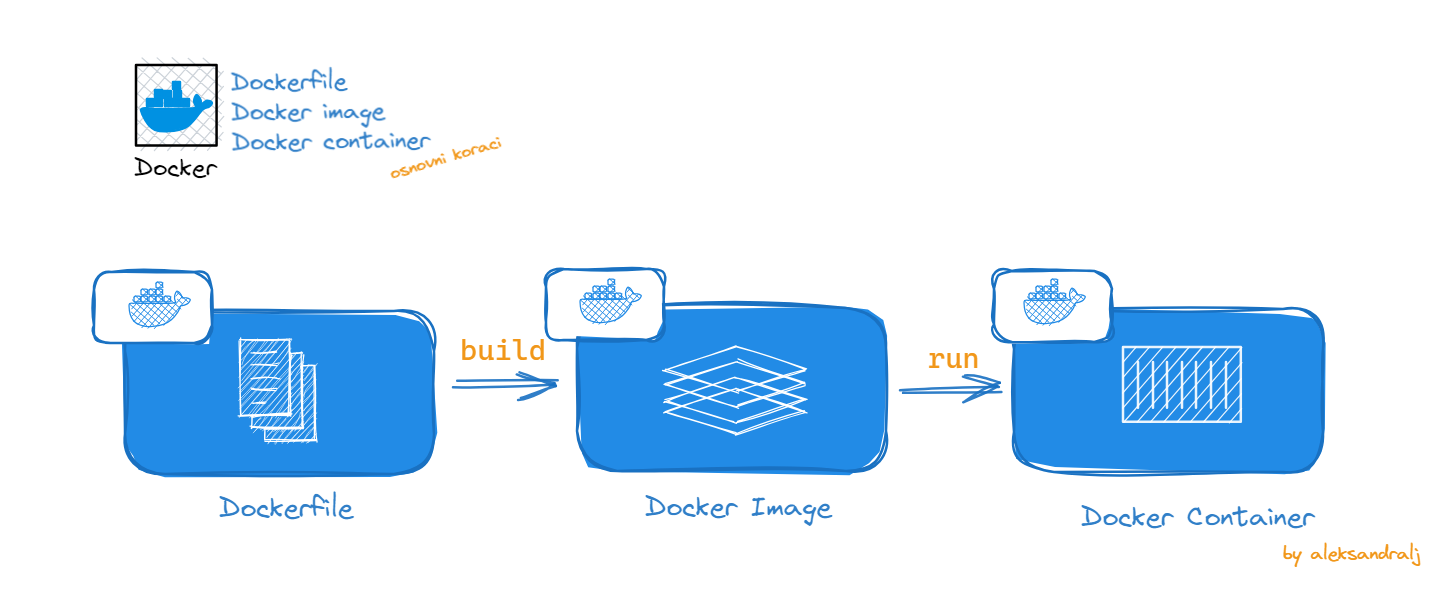 Dockerfile
Docker image
Docker container
osnovni koraci
Docker
build
run
Dockerfile
Docker Image
Docker Container
by aleksandralj